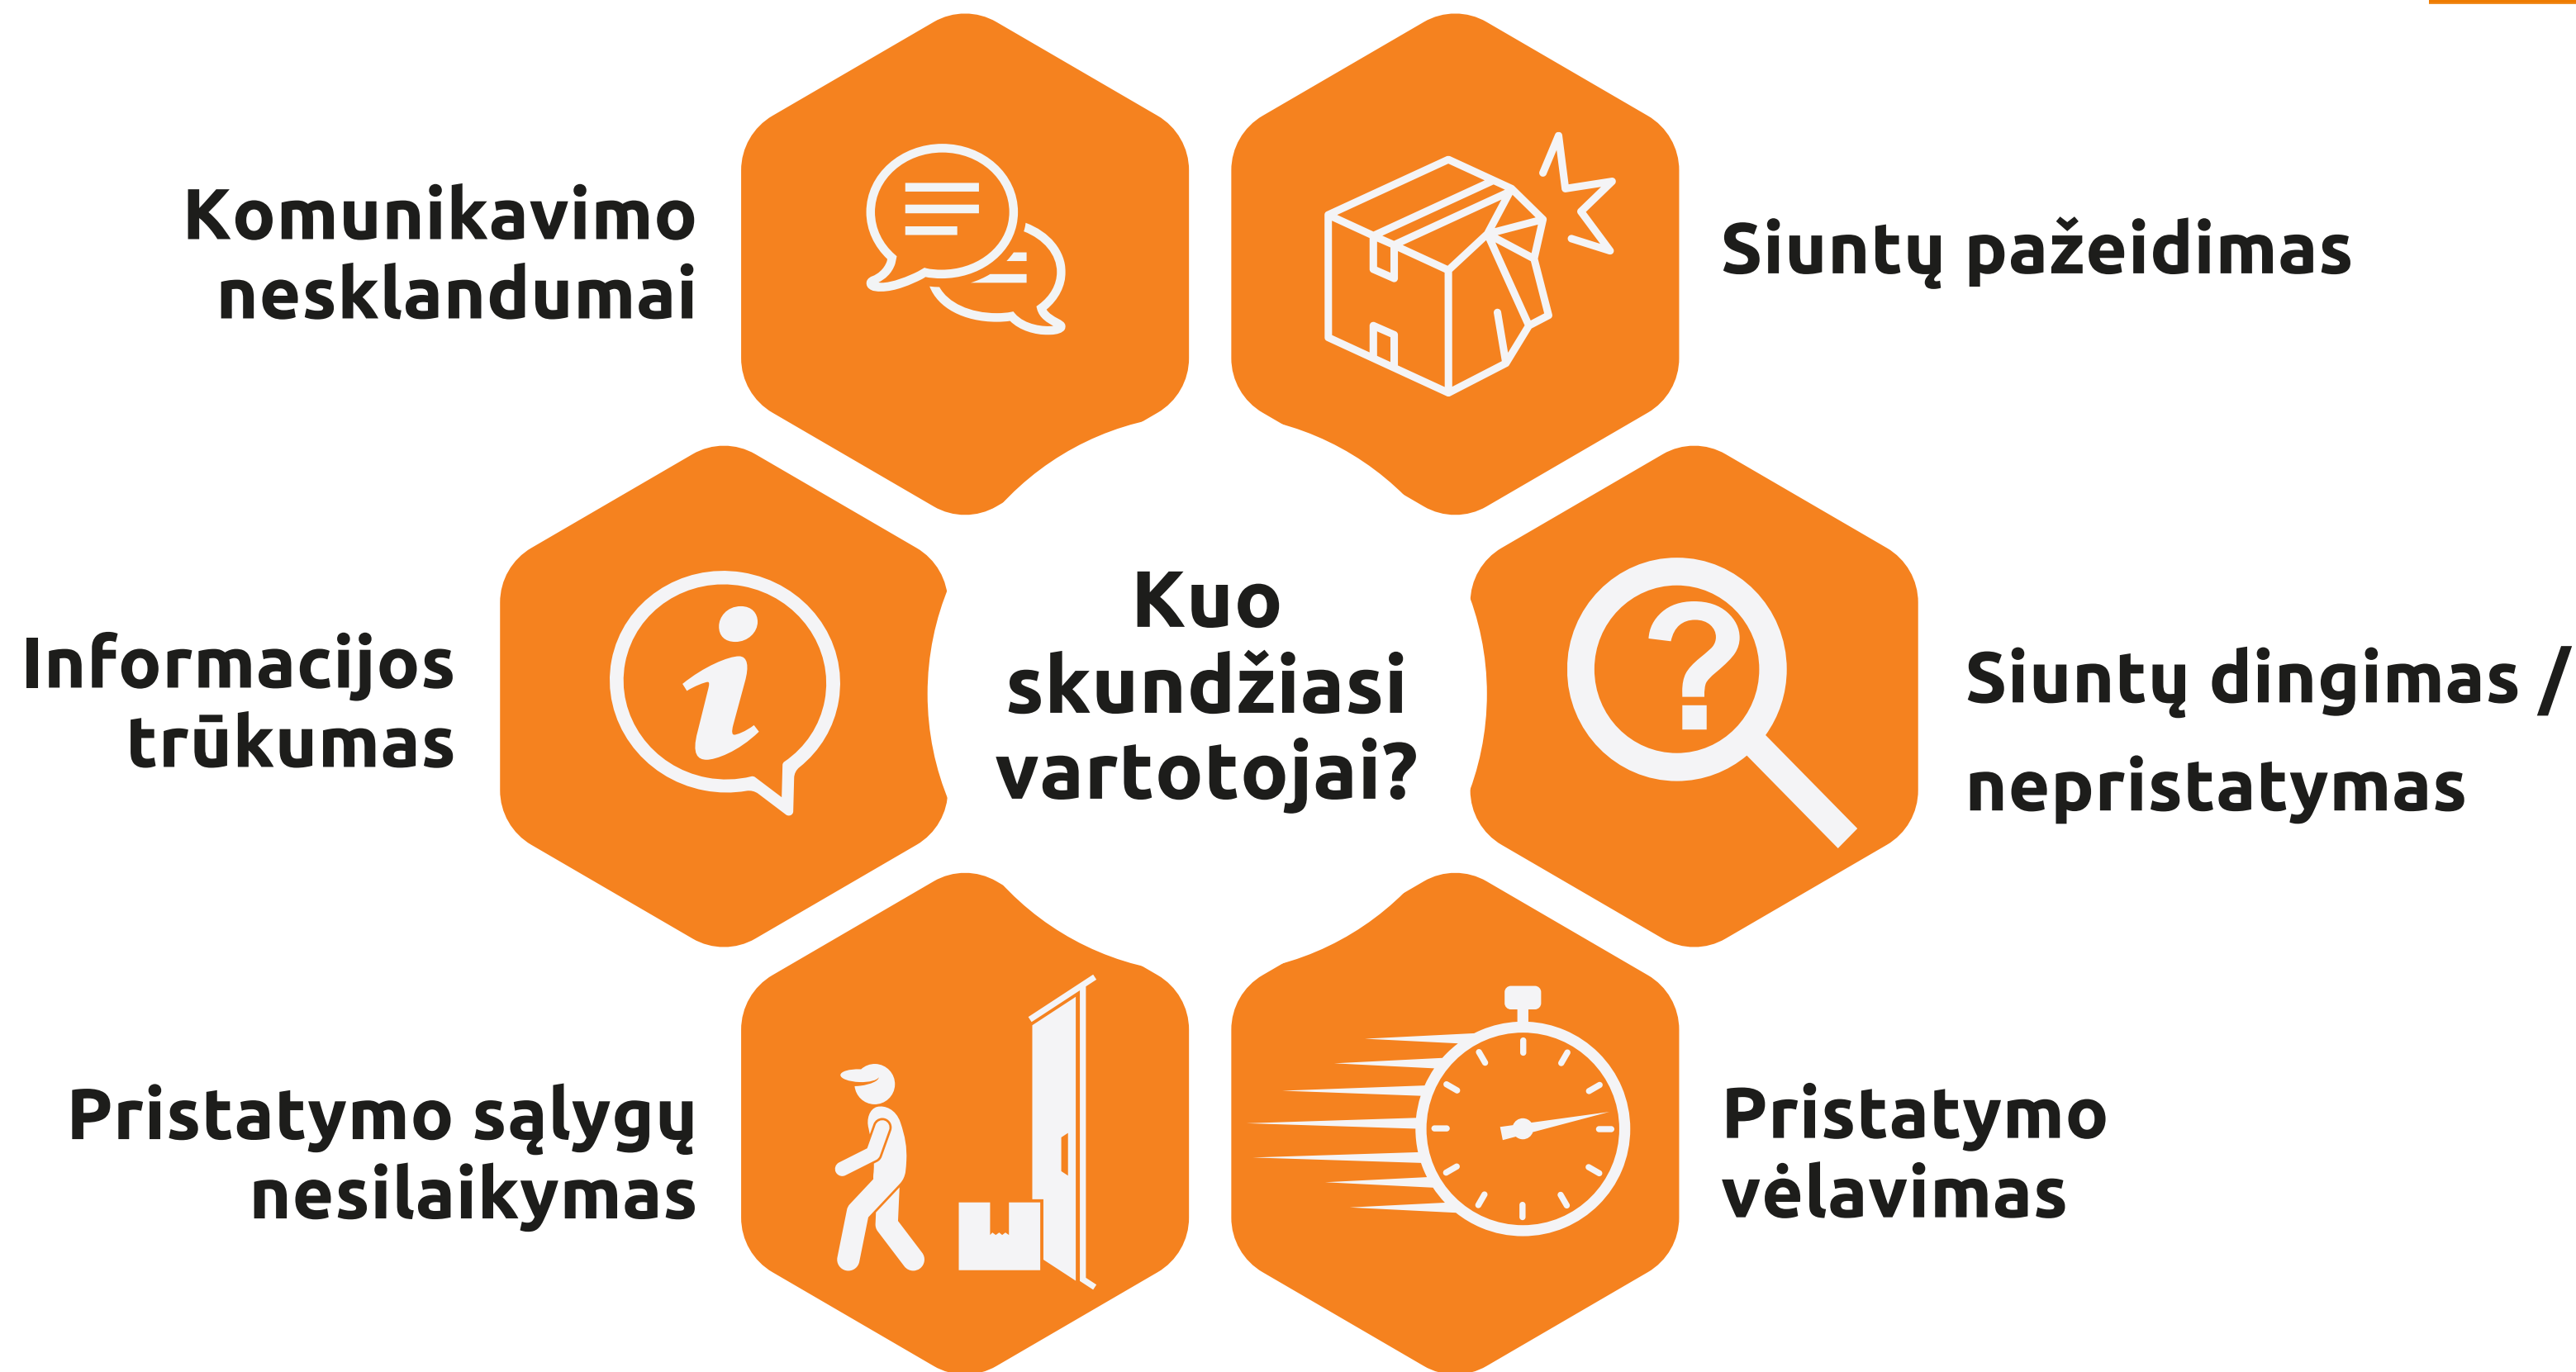 Komunikavimo
nesklandumai
Siuntų pažeidimas
Informacijos
trūkumas
Kuo
skundžiasi
vartotojai?
Siuntų dingimas /
nepristatymas
Pristatymo sąlygų
nesilaikymas
Pristatymo
vėlavimas